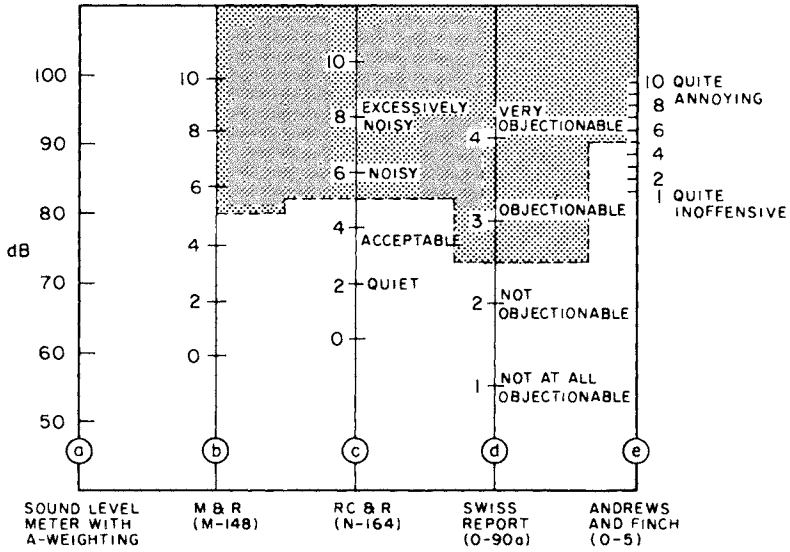 dB
100
90
80
70
60
50
10
8
6
4
2
0
10
8
6
4
2
0
EXCESSIVELY
NOISY
NOISY
ACCEPTABLE
QUIET
4
3
2
1
VERY
OBJECTIONABLE
OBJECTIONABLE
NOT
OBJECTIONABLE
NOT AT ALL
OBJECTIONABLE
10 QUITE
8 ANNOYING
6
4
2
1 QUITE
INOFFENSIVE
a
b
c
d
e
SOUND LEVEL
METER WITH
A-WEIGHTING
M & R
(M-148)
RC & R
(N-164)
SWISS
REPORT
(O-90a)
ANDREWS
AND FINCH
(O-5)